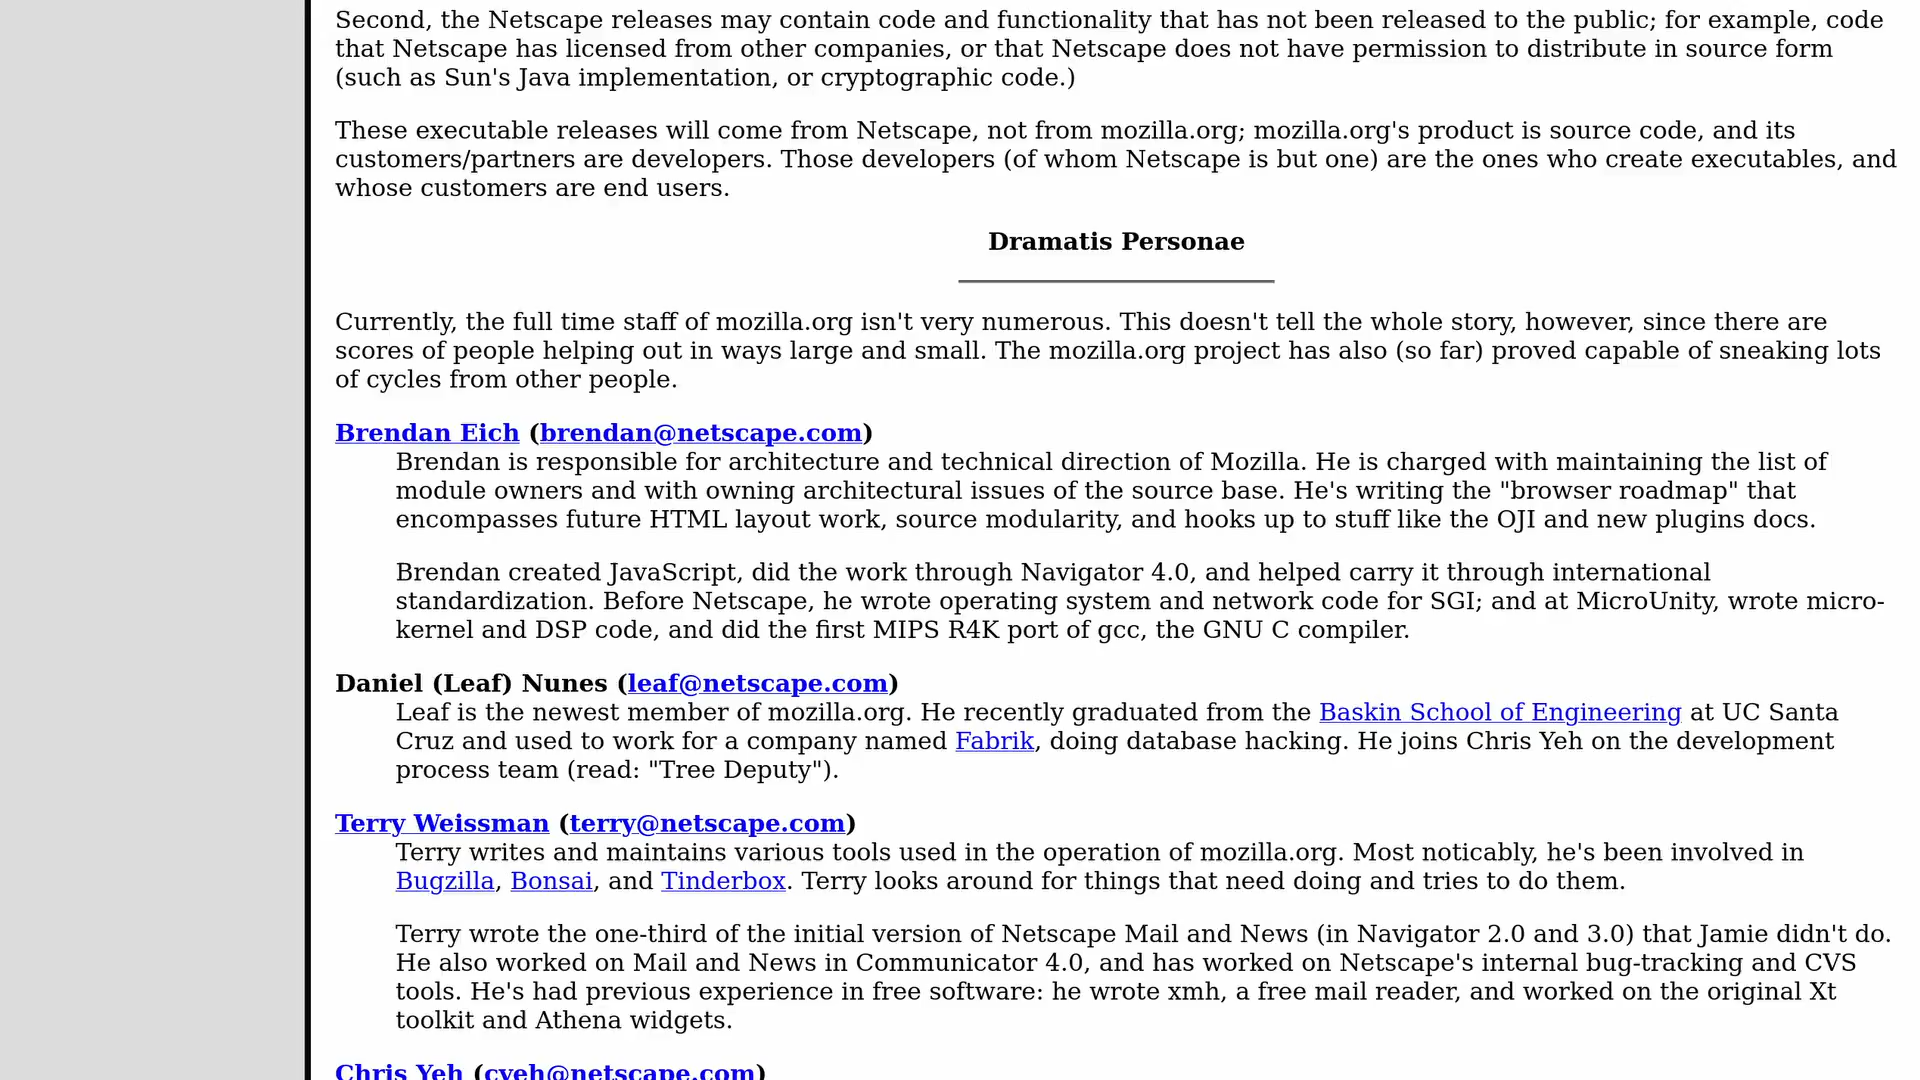 Second, the Netscape releases may contain code and functionality that has not been released to the public; for example, code
that Netscape has licensed from other companies, or that Netscape does not have permission to distribute in source form
(such as Sun's Java implementation, or cryptographic code.)
These executable releases will come from Netscape, not from mozilla.org; mozilla.org's product is source code, and its
customers/partners are developers. Those developers (of whom Netscape is but one) are the ones who create executables, and
whose customers are end users.
Dramatis Personae
Currently, the full time staff of mozilla.org isn't very numerous. This doesn't tell the whole story, however, since there are
scores of people helping out in ways large and small. The mozilla.org project has also (so far) proved capable of sneaking lots
of cycles from other people.
Brendan Eich (brendan@netscape.com)
Brendan is responsible for architecture and technical direction of Mozilla. He is charged with maintaining the list of
module owners and with owning architectural issues of the source base. He's writing the "browser roadmap" that
encompasses future HTML layout work, source modularity, and hooks up to stuff like the OJI and new plugins docs.
Brendan created JavaScript, did the work through Navigator 4.0, and helped carry it through international
standardization. Before Netscape, he wrote operating system and network code for SGI; and at MicroUnity, wrote micro-
kernel and DSP code, and did the first MIPS R4K port of gcc, the GNU C compiler.
Daniel (Leaf) Nunes (leaf@netscape.com)
Leaf is the newest member of mozilla.org. He recently graduated from the Baskin School of Engineering at UC Santa
Cruz and used to work for a company named Fabrik, doing database hacking. He joins Chris Yeh on the development
process team (read: "Tree Deputy").
Terry Weissman (terry@netscape.com)
Terry writes and maintains various tools used in the operation of mozilla.org. Most noticably, he's been involved in
Bugzilla, Bonsai, and Tinderbox. Terry looks around for things that need doing and tries to do them.
Terry wrote the one-third of the initial version of Netscape Mail and News (in Navigator 2.0 and 3.0) that Jamie didn't do.
He also worked on Mail and News in Communicator 4.0, and has worked on Netscape's internal bug-tracking and CVS
tools. He's had previous experience in free software: he wrote xmh, a free mail reader, and worked on the original Xt
toolkit and Athena widgets.
Chris Yeh (cyeh@netscape.com)